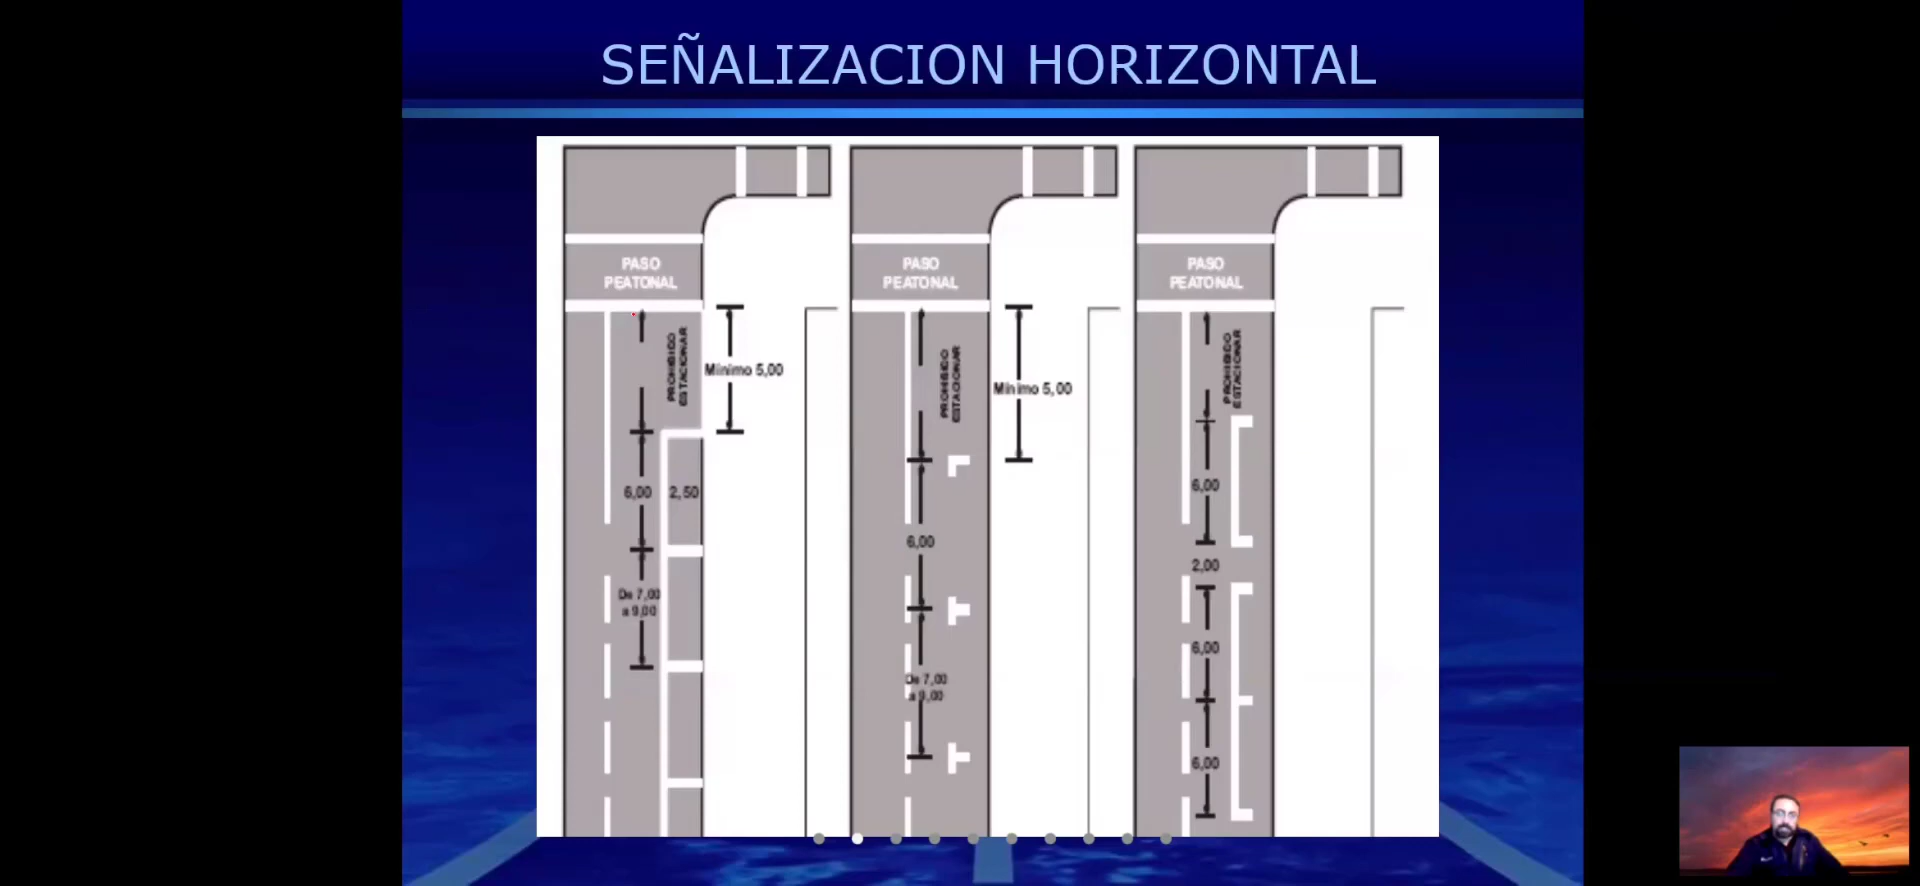 SEÑALIZACION HORIZONTAL
PASO
PEATONAL
PROHIBIDO
ESTACIONAR
Mínimo 5,00
6,00
2,50
De 7,00
a 9,00
PASO
PEATONAL
PROHIBIDO
ESTACIONAR
Mínimo 5,00
6,00
De 7,00
a 9,00
PASO
PEATONAL
PROHIBIDO
ESTACIONAR
6,00
2,00
6,00
6,00